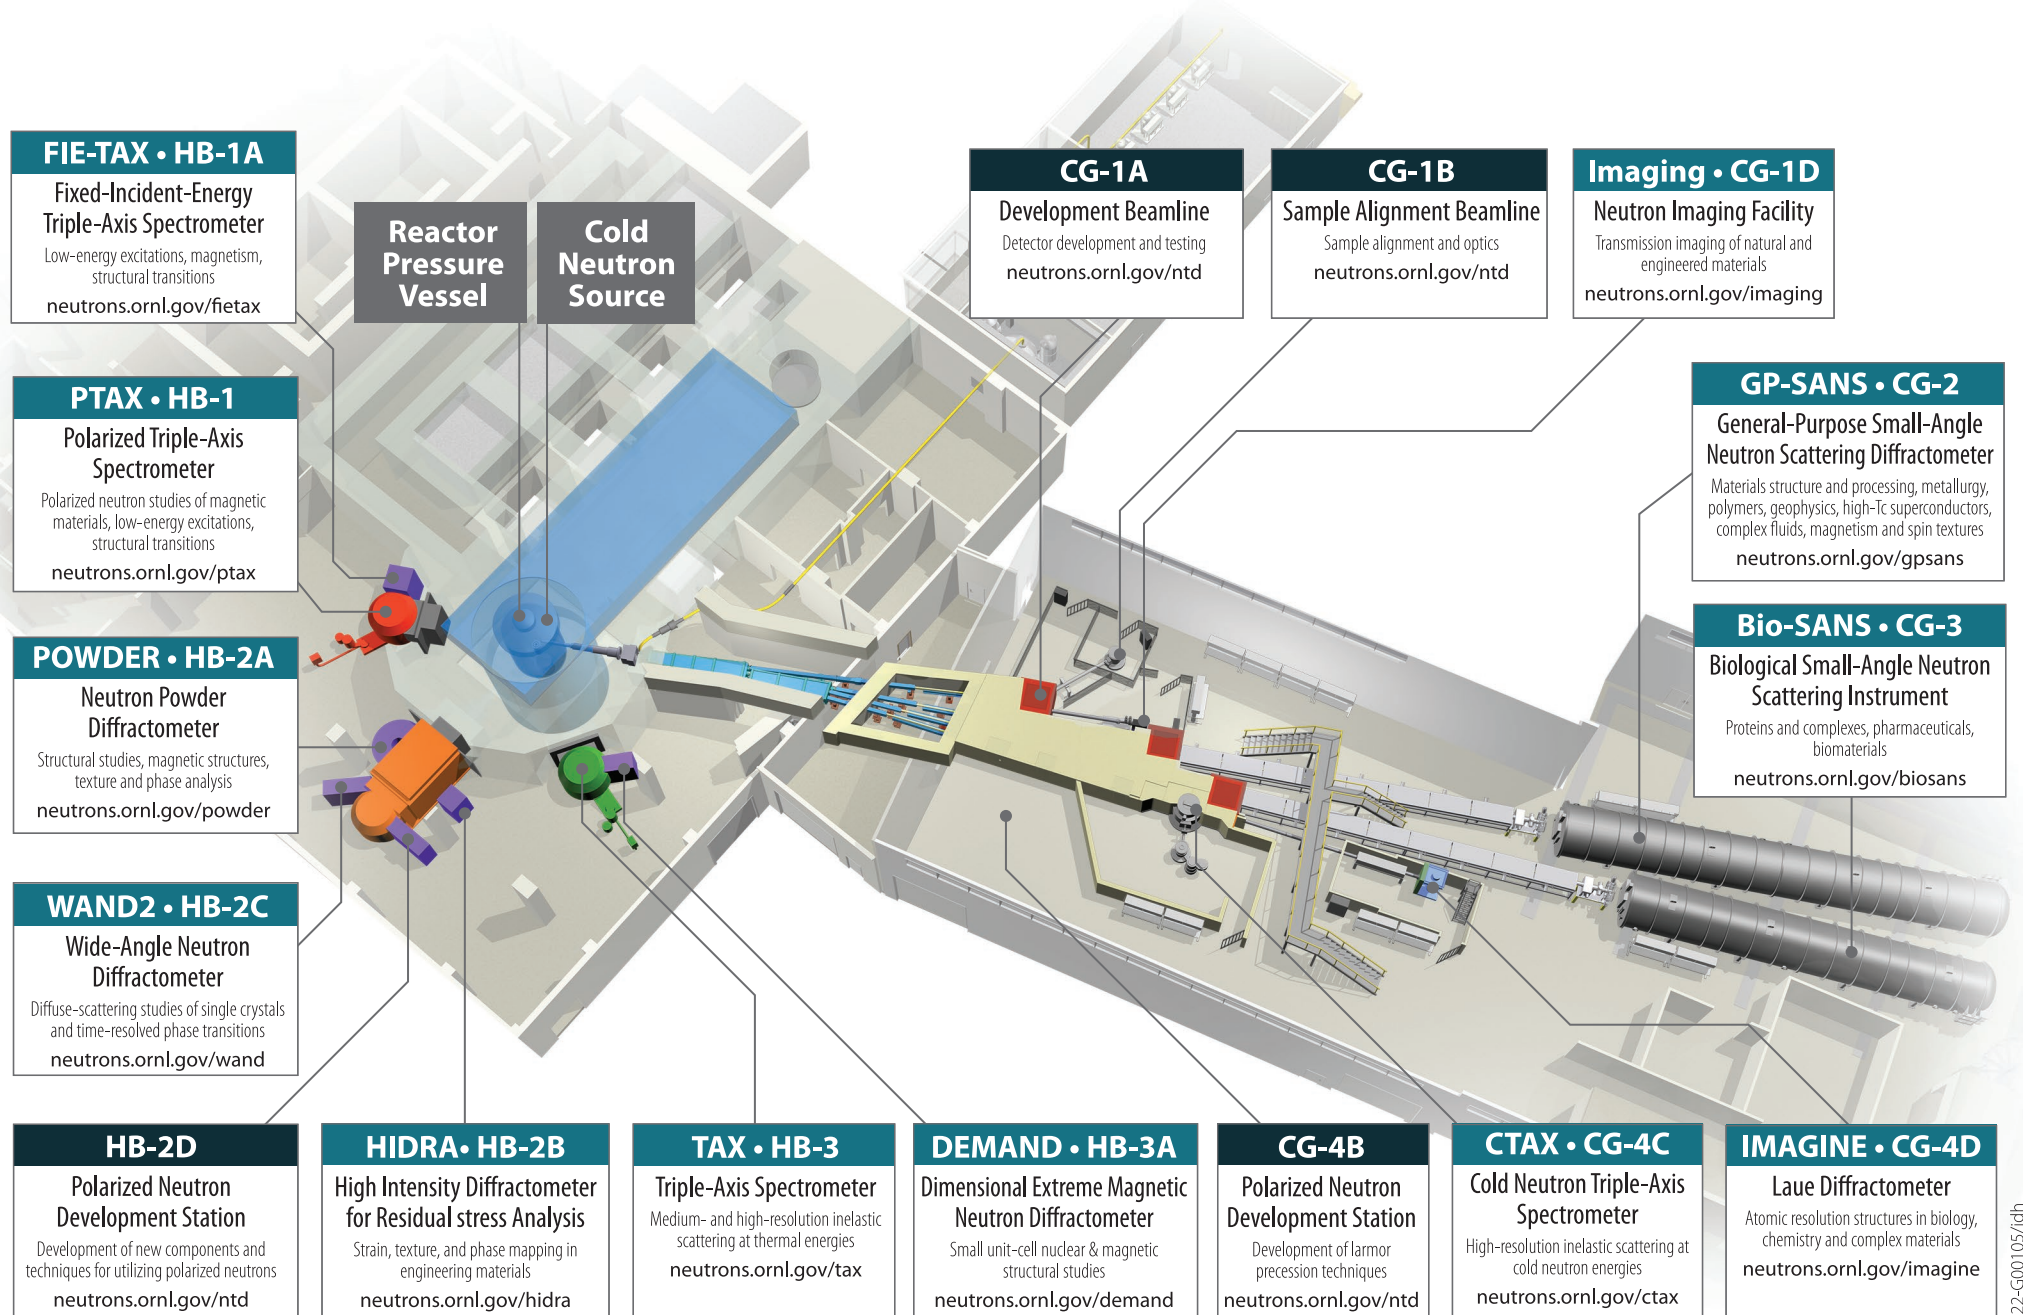 FIE-TAX • HB-1A
Fixed-Incident-Energy
Triple-Axis Spectrometer
Low-energy excitations, magnetism,
structural transitions
neutrons.ornl.gov/fietax
PTAX • HB-1
Polarized Triple-Axis
Spectrometer
Polarized neutron studies of magnetic
materials, low-energy excitations,
structural transitions
neutrons.ornl.gov/ptax
POWDER • HB-2A
Neutron Powder
Diffractometer
Structural studies, magnetic structures,
texture and phase analysis
neutrons.ornl.gov/powder
WAND2 • HB-2C
Wide-Angle Neutron
Diffractometer
Diffuse-scattering studies of single crystals
and time-resolved phase transitions
neutrons.ornl.gov/wand
Reactor
Pressure
Vessel
Cold
Neutron
Source
CG-1A
Development Beamline
Detector development and testing
neutrons.ornl.gov/ntd
CG-1B
Sample Alignment Beamline
Sample alignment and optics
neutrons.ornl.gov/ntd
Imaging • CG-1D
Neutron Imaging Facility
Transmission imaging of natural and
engineered materials
neutrons.ornl.gov/imaging
GP-SANS • CG-2
General-Purpose Small-Angle
Neutron Scattering Diffractometer
Materials structure and processing, metallurgy,
polymers, geophysics, high-Tc superconductors,
complex fluids, magnetism and spin textures
neutrons.ornl.gov/gpsans
Bio-SANS • CG-3
Biological Small-Angle Neutron
Scattering Instrument
Proteins and complexes, pharmaceuticals,
biomaterials
neutrons.ornl.gov/biosans
HB-2D
Polarized Neutron
Development Station
Development of new components and
techniques for utilizing polarized neutrons
neutrons.ornl.gov/ntd
HIDRA• HB-2B
High Intensity Diffractometer
for Residual stress Analysis
Strain, texture, and phase mapping in
engineering materials
neutrons.ornl.gov/hidra
TAX • HB-3
Triple-Axis Spectrometer
Medium- and high-resolution inelastic
scattering at thermal energies
neutrons.ornl.gov/tax
DEMAND • HB-3A
Dimensional Extreme Magnetic
Neutron Diffractometer
Small unit-cell nuclear & magnetic
structural studies
neutrons.ornl.gov/demand
CG-4B
Polarized Neutron
Development Station
Development of larmor
precession techniques
neutrons.ornl.gov/ntd
CTAX • CG-4C
Cold Neutron Triple-Axis
Spectrometer
High-resolution inelastic scattering at
cold neutron energies
neutrons.ornl.gov/ctax
IMAGINE • CG-4D
Laue Diffractometer
Atomic resolution structures in biology,
chemistry and complex materials
neutrons.ornl.gov/imagine
22-G00105/jdh